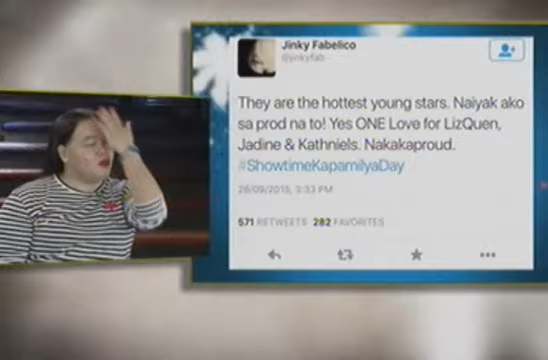 Jinky Fabelico
@jinkyfab
They are the hottest young stars. Naiyak ako
sa prod na to! Yes ONE Love for LizQuen,
Jadine & Kathniels. Nakakaproud.
#ShowtimeKapamilyaDay
26/09/2015, 3:33 PM
571 RETWEETS 282 FAVORITES